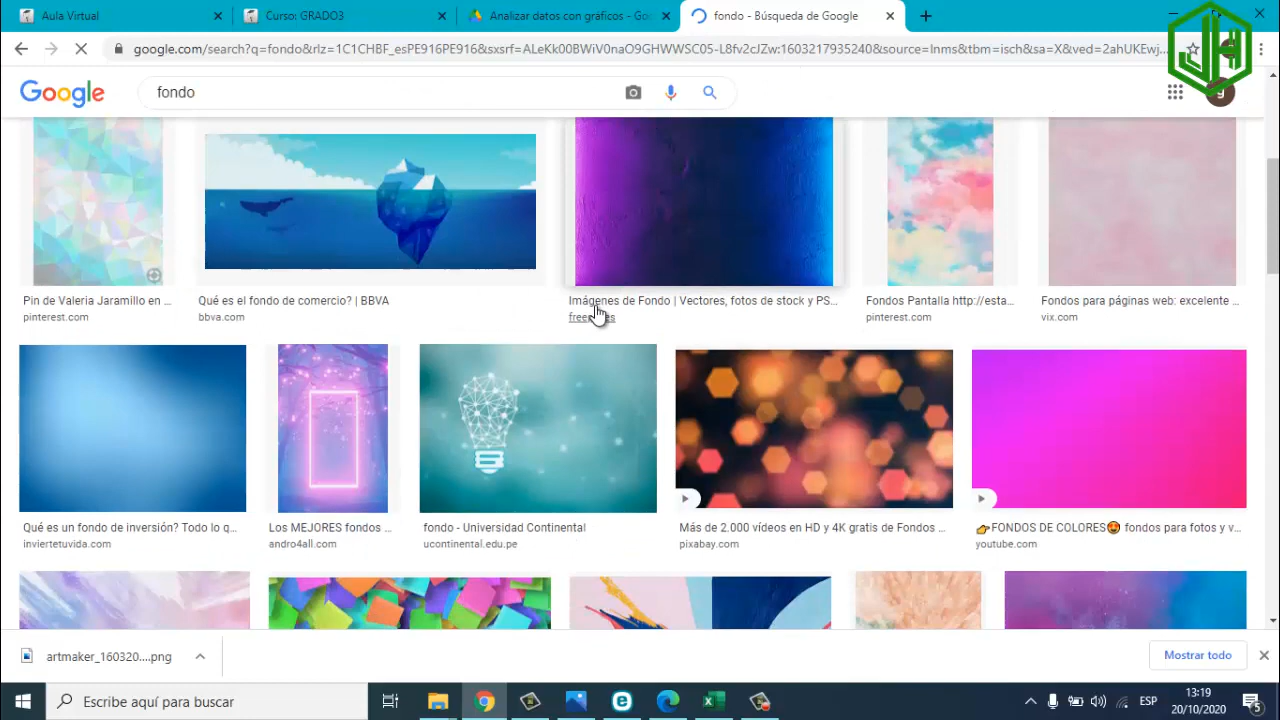 Aula Virtual
Curso: GRADO3
Analizar datos con gráficos - Goo
fondo - Búsqueda de Google
google.com/search?q=fondo&rlz=1C1CHBF_esPE916PE916&sxsrf=ALeKk00BWiV0naO9GHWWSC05-L8fv2cJZw:1603217935240&source=lnms&tbm=isch&sa=X&ved=2ahUKEwj...
JH
Google
fondo
g
Pin de Valeria Jaramillo en ...
pinterest.com
Qué es el fondo de comercio? | BBVA
bbva.com
Imágenes de Fondo | Vectores, fotos de stock y PS...
Fondos Pantalla http://esta...
pinterest.com
Fondos para páginas web: excelente ...
vix.com
Qué es un fondo de inversión? Todo lo q...
inviertetuvida.com
Los MEJORES fondos ...
andro4all.com
fondo - Universidad Continental
ucontinental.edu.pe
Más de 2.000 vídeos en HD y 4K gratis de Fondos ...
pixabay.com
👉FONDOS DE COLORES🤩 fondos para fotos y v...
youtube.com
artmaker_160320....png
Mostrar todo
Escribe aquí para buscar
ESP
13:19
20/10/2020
5